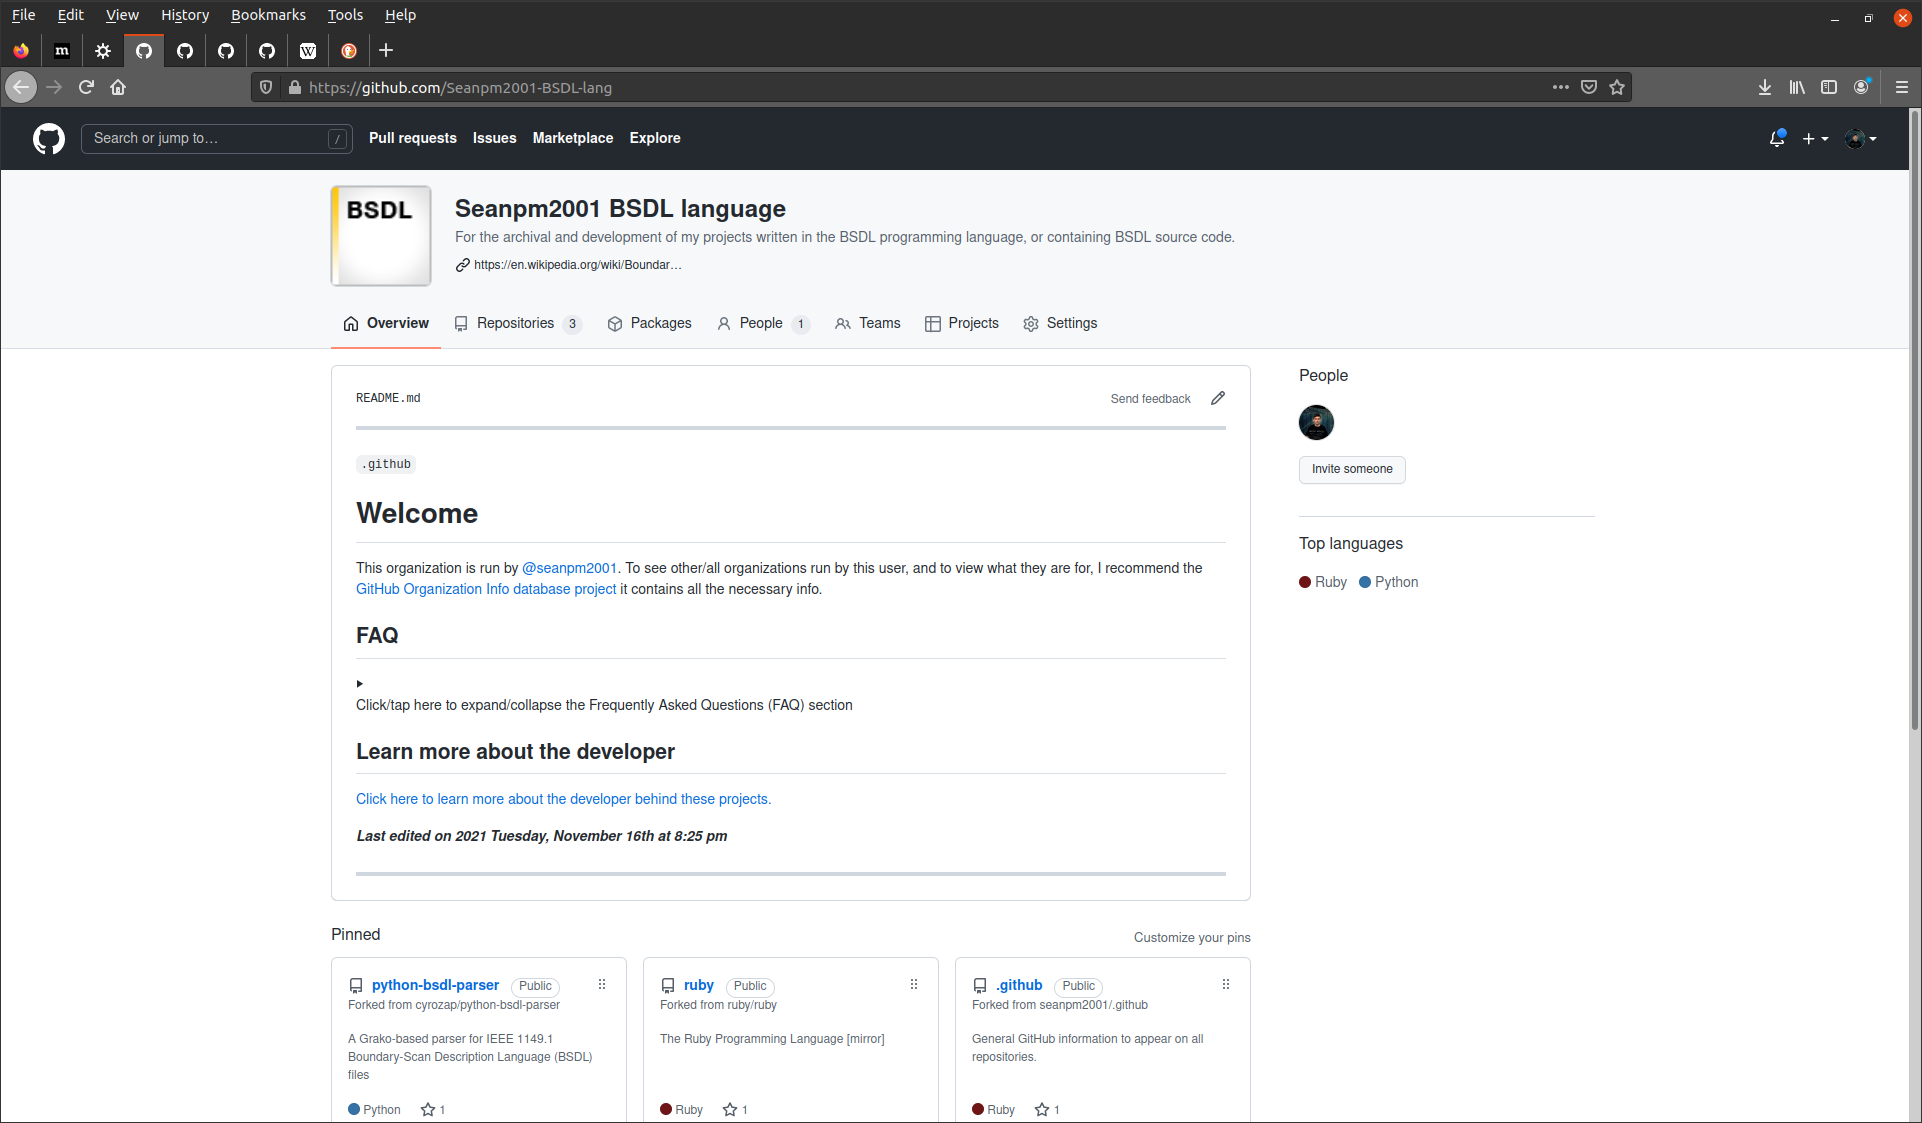 File Edit View History Bookmarks Tools Help
m
W
https://github.com/Seanpm2001-BSDL-lang
Search or jump to… /
Pull requests Issues Marketplace Explore
BSDL
Seanpm2001 BSDL language
For the archival and development of my projects written in the BSDL programming language, or containing BSDL source code.
https://en.wikipedia.org/wiki/Boundar…
Overview Repositories 3 Packages People 1 Teams Projects Settings
README.md Send feedback
.github
Welcome
This organization is run by @seanpm2001. To see other/all organizations run by this user, and to view what they are for, I recommend the
GitHub Organization Info database project it contains all the necessary info.
FAQ
Click/tap here to expand/collapse the Frequently Asked Questions (FAQ) section
Learn more about the developer
Click here to learn more about the developer behind these projects.
Last edited on 2021 Tuesday, November 16th at 8:25 pm
People
Invite someone
Top languages
Ruby Python
Pinned Customize your pins
python-bsdl-parser Public
Forked from cyrozap/python-bsdl-parser
A Grako-based parser for IEEE 1149.1
Boundary-Scan Description Language (BSDL)
files
Python 1
ruby Public
Forked from ruby/ruby
The Ruby Programming Language [mirror]
Ruby 1
.github Public
Forked from seanpm2001/.github
General GitHub information to appear on all
repositories.
Ruby 1